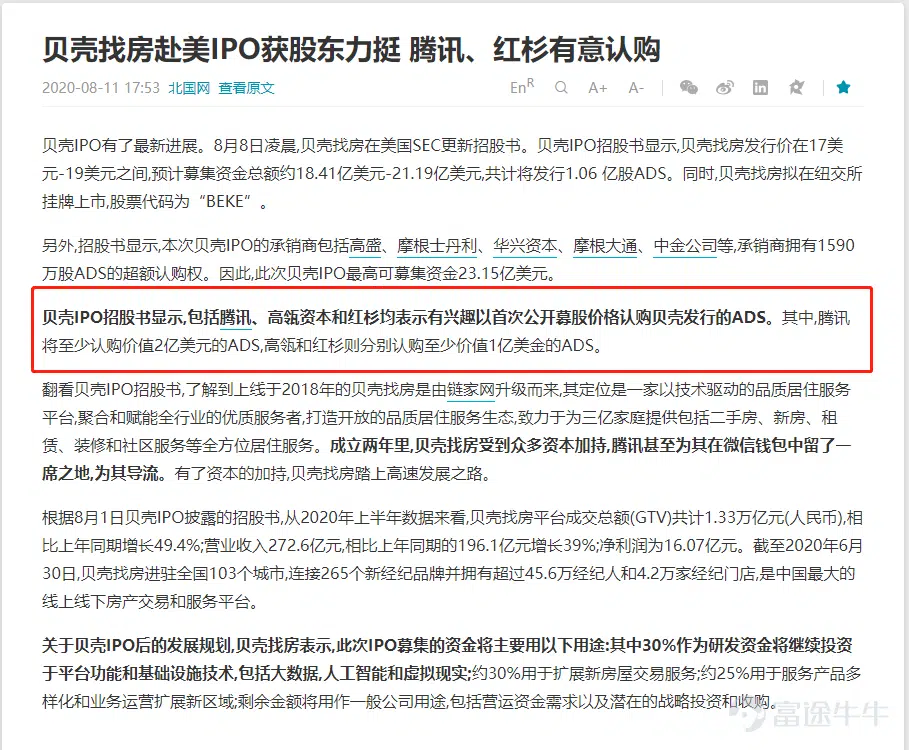 贝壳找房赴美IPO获股东力挺 腾讯、红杉有意认购
2020-08-11 17:53 北国网 查看原文
EnR A+ A-
贝壳IPO有了最新进展。8月8日凌晨,贝壳找房在美国SEC更新招股书。贝壳IPO招股书显示,贝壳找房发行价在17美
元-19美元之间,预计募集资金总额约18.41亿美元-21.19亿美元,共计将发行1.06 亿股ADS。同时,贝壳找房拟在纽交所
挂牌上市,股票代码为“BEKE”。
另外,招股书显示,本次贝壳IPO的承销商包括高盛、摩根士丹利、华兴资本、摩根大通、中金公司等,承销商拥有1590
万股ADS的超额认购权。因此,此次贝壳IPO最高可募集资金23.15亿美元。
贝壳IPO招股书显示,包括腾讯、高瓴资本和红杉均表示有兴趣以首次公开募股价格认购贝壳发行的ADS。其中,腾讯
将至少认购价值2亿美元的ADS,高瓴和红杉则分别认购至少价值1亿美金的ADS。
翻看贝壳IPO招股书,了解到上线于2018年的贝壳找房是由链家网升级而来,其定位是一家以技术驱动的品质居住服务
平台,聚合和赋能全行业的优质服务者,打造开放的品质居住服务生态,致力于为三亿家庭提供包括二手房、新房、租
赁、装修和社区服务等全方位居住服务。成立两年里,贝壳找房受到众多资本加持,腾讯甚至为其在微信钱包中留了一
席之地,为其导流。有了资本的加持,贝壳找房踏上高速发展之路。
根据8月1日贝壳IPO披露的招股书,从2020年上半年数据来看,贝壳找房平台成交总额(GTV)共计1.33万亿元(人民币),相
比上年同期增长49.4%;营业收入272.6亿元,相比上年同期的196.1亿元增长39%;净利润为16.07亿元。截至2020年6月
30日,贝壳找房进驻全国103个城市,连接265个新经纪品牌并拥有超过45.6万经纪人和4.2万家经纪门店,是中国最大的
线上线下房产交易和服务平台。
关于贝壳IPO后的发展规划,贝壳找房表示,此次IPO募集的资金将主要用以下用途:其中30%作为研发资金将继续投资
于平台功能和基础设施技术,包括大数据,人工智能和虚拟现实;约30%用于扩展新房屋交易服务;约25%用于服务产品多
样化和业务运营扩展新区域;剩余金额将用作一般公司用途,包括营运资金需求以及潜在的战略投资和收购。
富途牛牛